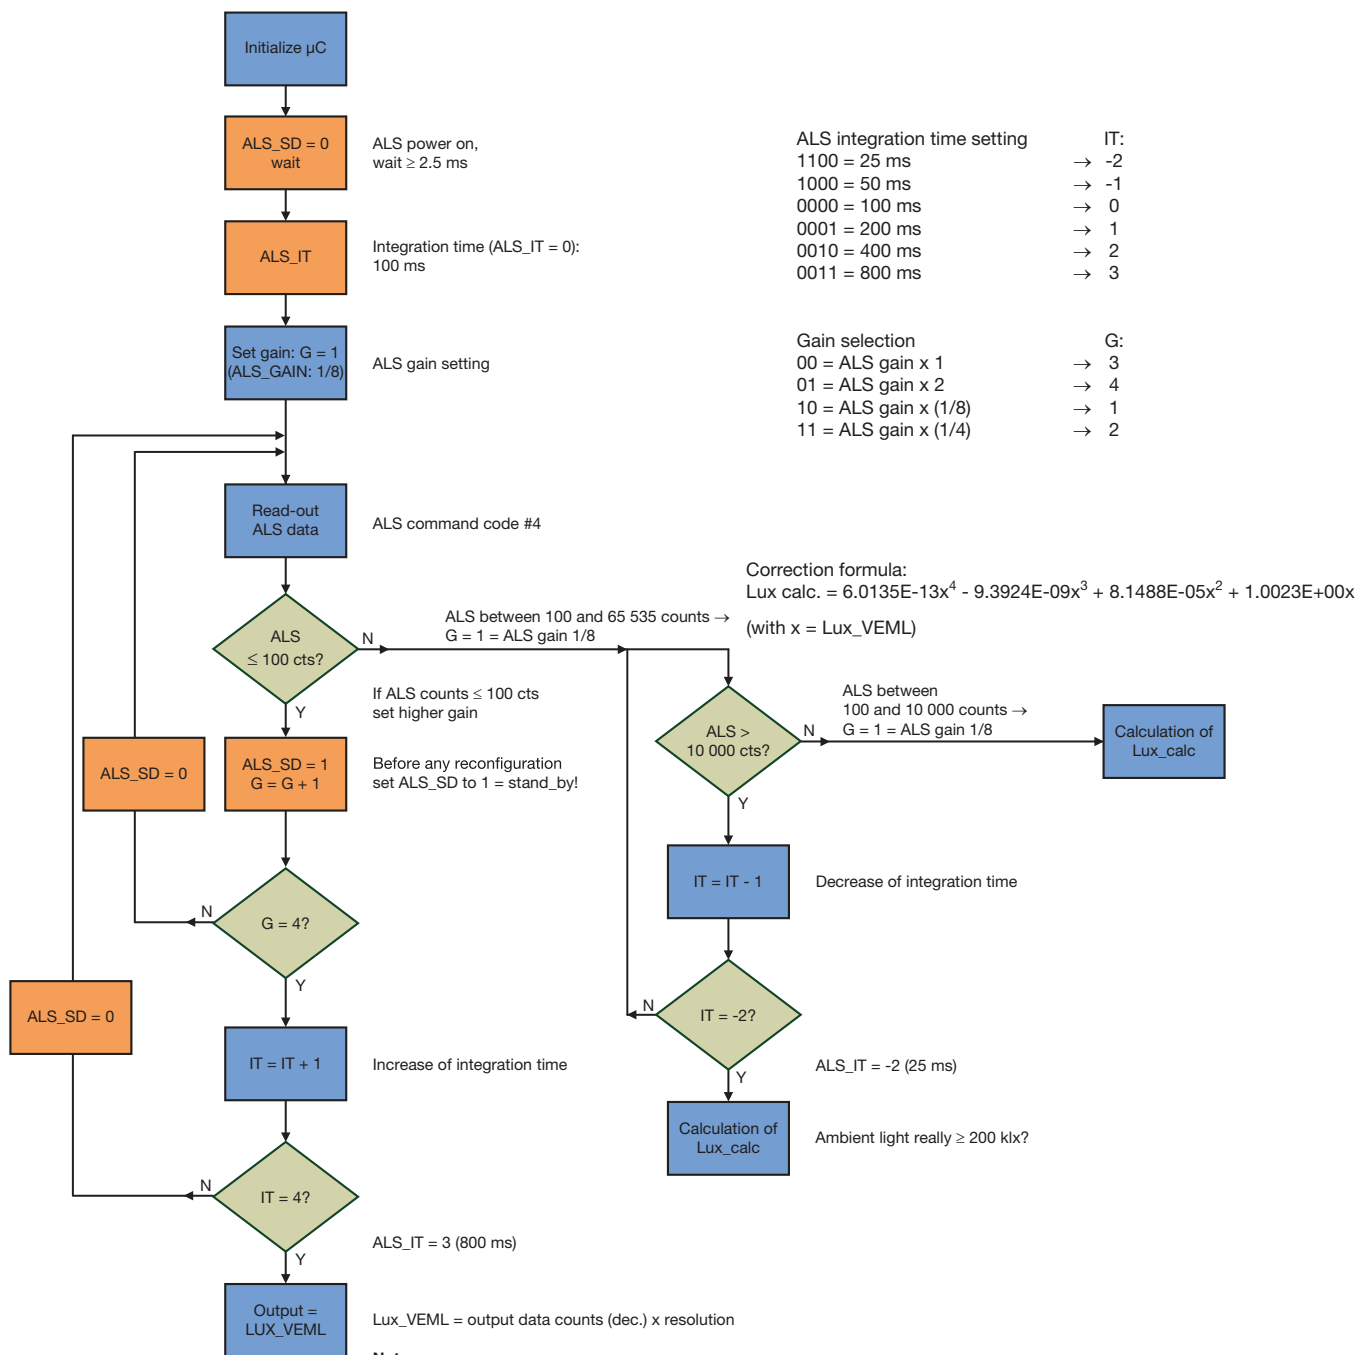 Initialize µC
ALS_SD = 0
wait
ALS power on,
wait ≥ 2.5 ms
ALS_IT
Integration time (ALS_IT = 0):
100 ms
Set gain: G = 1
(ALS_GAIN: 1/8)
ALS gain setting
ALS integration time setting IT:
1100 = 25 ms → -2
1000 = 50 ms → -1
0000 = 100 ms → 0
0001 = 200 ms → 1
0010 = 400 ms → 2
0011 = 800 ms → 3
Gain selection G:
00 = ALS gain x 1 → 3
01 = ALS gain x 2 → 4
10 = ALS gain x (1/8) → 1
11 = ALS gain x (1/4) → 2
Read-out
ALS data
ALS command code #4
Correction formula:
Lux calc. = 6.0135E-13x⁴ - 9.3924E-09x³ + 8.1488E-05x² + 1.0023E+00x
(with x = Lux_VEML)
ALS
≤ 100 cts?
N
Y
ALS between 100 and 65 535 counts →
G = 1 = ALS gain 1/8
If ALS counts ≤ 100 cts
set higher gain
ALS >
10 000 cts?
N
Y
ALS between
100 and 10 000 counts →
G = 1 = ALS gain 1/8
Calculation of
Lux_calc
ALS_SD = 0
ALS_SD = 1
G = G + 1
Before any reconfiguration
set ALS_SD to 1 = stand_by!
IT = IT - 1
Decrease of integration time
G = 4?
N
Y
IT = -2?
N
Y
ALS_SD = 0
IT = IT + 1
Increase of integration time
ALS_IT = -2 (25 ms)
Calculation of
Lux_calc
Ambient light really ≥ 200 klx?
IT = 4?
N
Y
ALS_IT = 3 (800 ms)
Output =
LUX_VEML
Lux_VEML = output data counts (dec.) x resolution